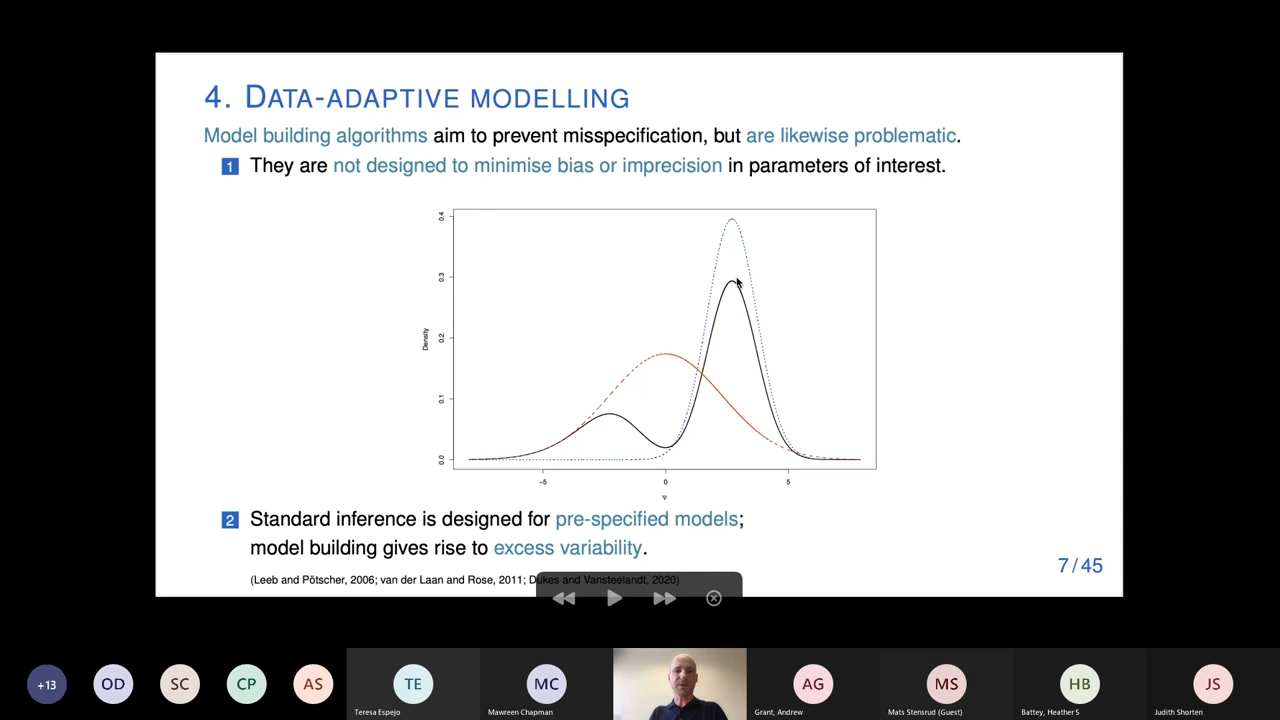 4. DATA-ADAPTIVE MODELLING
Model building algorithms aim to prevent misspecification, but are likewise problematic.
1 They are not designed to minimise bias or imprecision in parameters of interest.
0.4
0.3
0.2
0.1
0.0
Density
-5
0
5
ψ
2 Standard inference is designed for pre-specified models;
model building gives rise to excess variability.
(Leeb and Pötscher, 2006; van der Laan and Rose, 2011; Dukes and Vansteelandt, 2020)
7 / 45
+13
OD
SC
CP
AS
TE
MC
AG
MS
HB
JS
Teresa Espejo
Mawreen Chapman
Grant, Andrew
Mats Stensrud (Guest)
Battey, Heather S
Judith Shorten